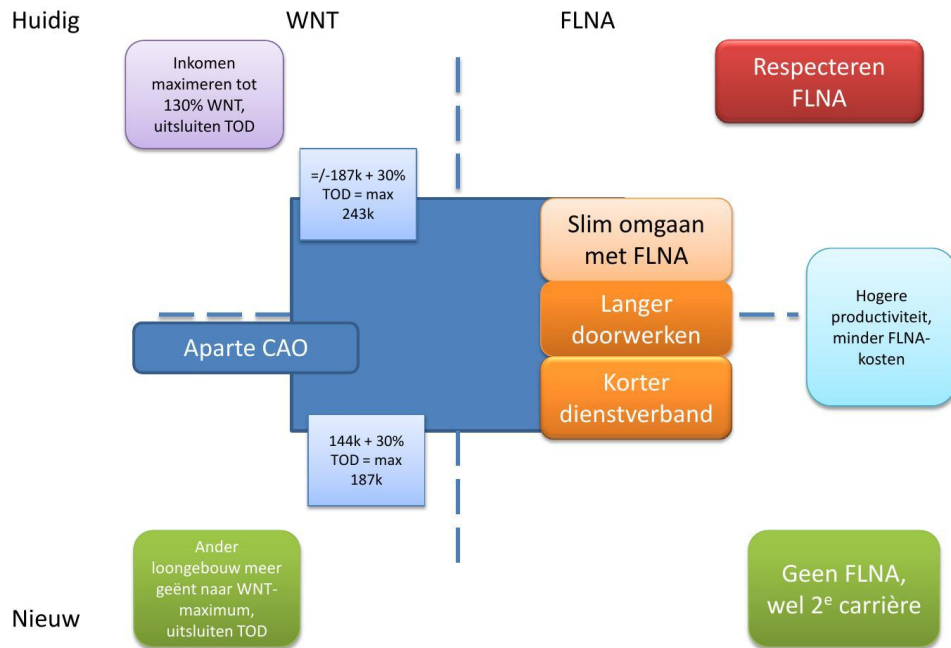 Huidig
WNT
FLNA
Inkomen
maximeren tot
130% WNT,
uitsluiten TOD
Respecteren
FLNA
=/-187k + 30%
TOD = max
243k
Slim omgaan
met FLNA
Langer
doorwerken
Korter
dienstverband
Hogere
productiviteit,
minder FLNA-
kosten
Aparte CAO
144k + 30%
TOD = max
187k
Ander
loongebouw meer
geënt naar WNT-
maximum,
uitsluiten TOD
Geen FLNA,
wel 2e carrière
Nieuw